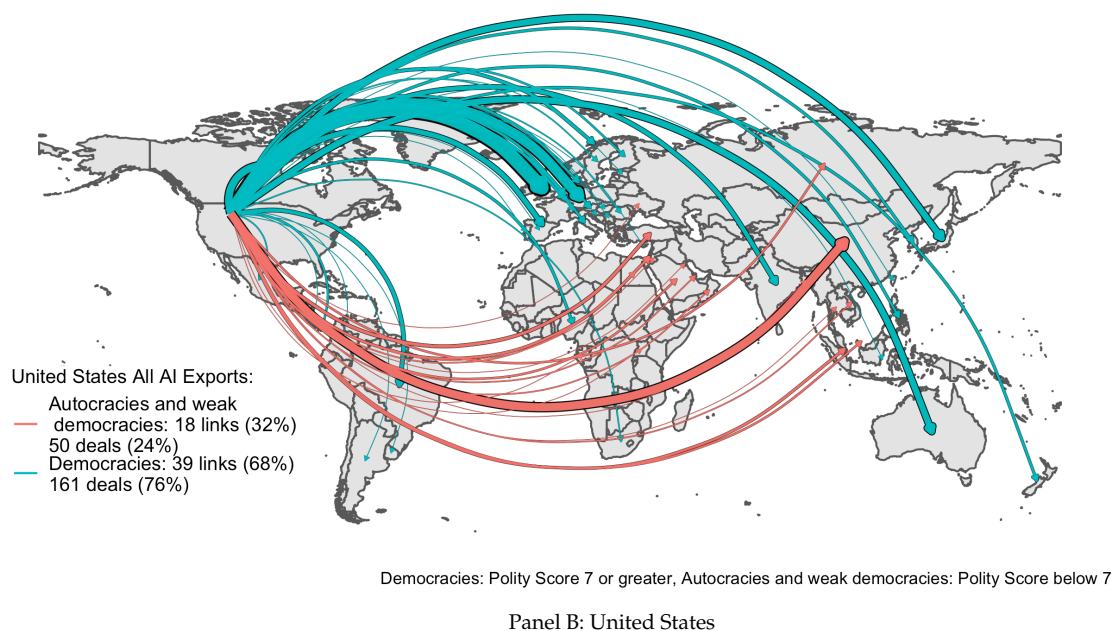 United States All AI Exports:
Autocracies and weak
democracies: 18 links (32%)
50 deals (24%)
Democracies: 39 links (68%)
161 deals (76%)
Democracies: Polity Score 7 or greater, Autocracies and weak democracies: Polity Score below 7
Panel B: United States